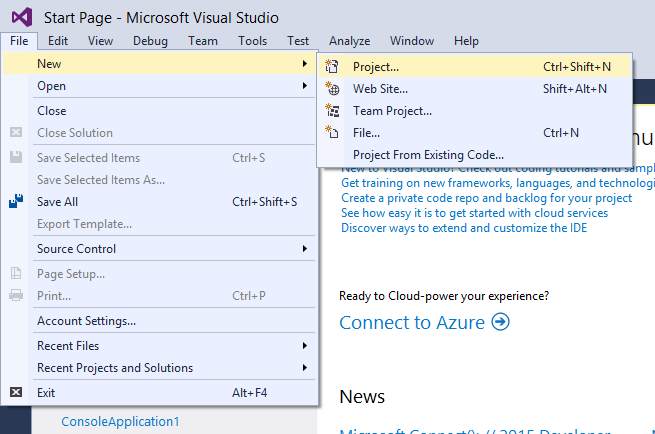 Start Page - Microsoft Visual Studio
File Edit View Debug Team Tools Test Analyze Window Help
New
Open
Close
Close Solution
Save Selected Items Ctrl+S
Save Selected Items As...
Save All Ctrl+Shift+S
Export Template...
Source Control
Page Setup...
Print... Ctrl+P
Account Settings...
Recent Files
Recent Projects and Solutions
Exit Alt+F4
ConsoleApplication1
Project... Ctrl+Shift+N
Web Site... Shift+Alt+N
Team Project...
File... Ctrl+N
Project From Existing Code...
New to Visual Studio? Check out coding tutorials and sampl
Get training on new frameworks, languages, and technologi
Create a private code repo and backlog for your project
See how easy it is to get started with cloud services
Discover ways to extend and customize the IDE
Ready to Cloud-power your experience?
Connect to Azure
News
Microsoft Connect(); // 2015 Developer